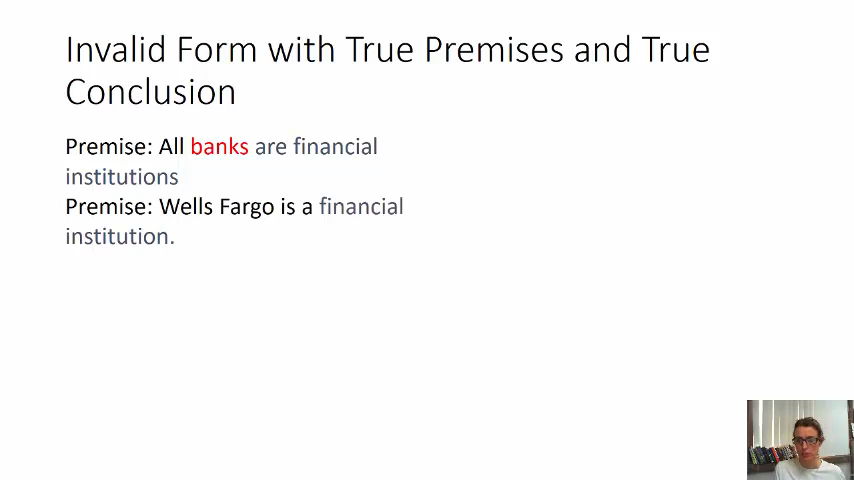 Invalid Form with True Premises and True
Conclusion
Premise: All banks are financial
institutions
Premise: Wells Fargo is a financial
institution.